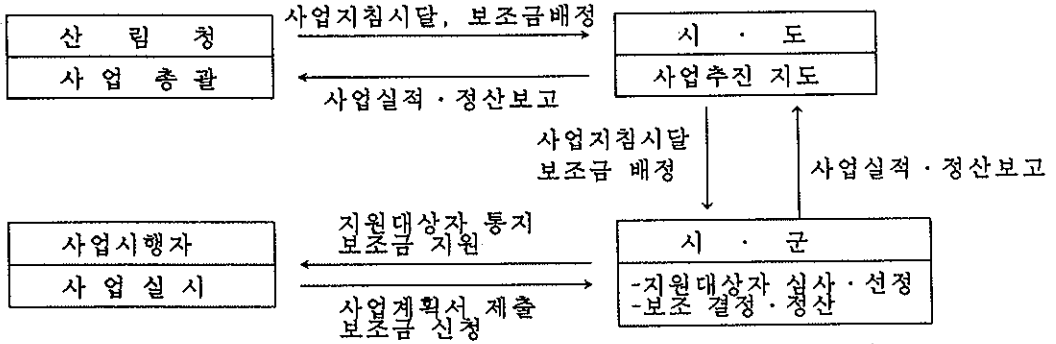 사업지침시달, 보조금배정
산 림 청
사 업 총 괄
시 · 도
사업추진 지도
사업실적 · 정산보고
사업지침시달
보조금 배정
사업실적 · 정산보고
지원대상자 통지
보조금 지원
사업시행자
사 업 실 시
시 · 군
-지원대상자 심사 · 선정
-보조 결정 · 정산
사업계획서 제출
보조금 신청